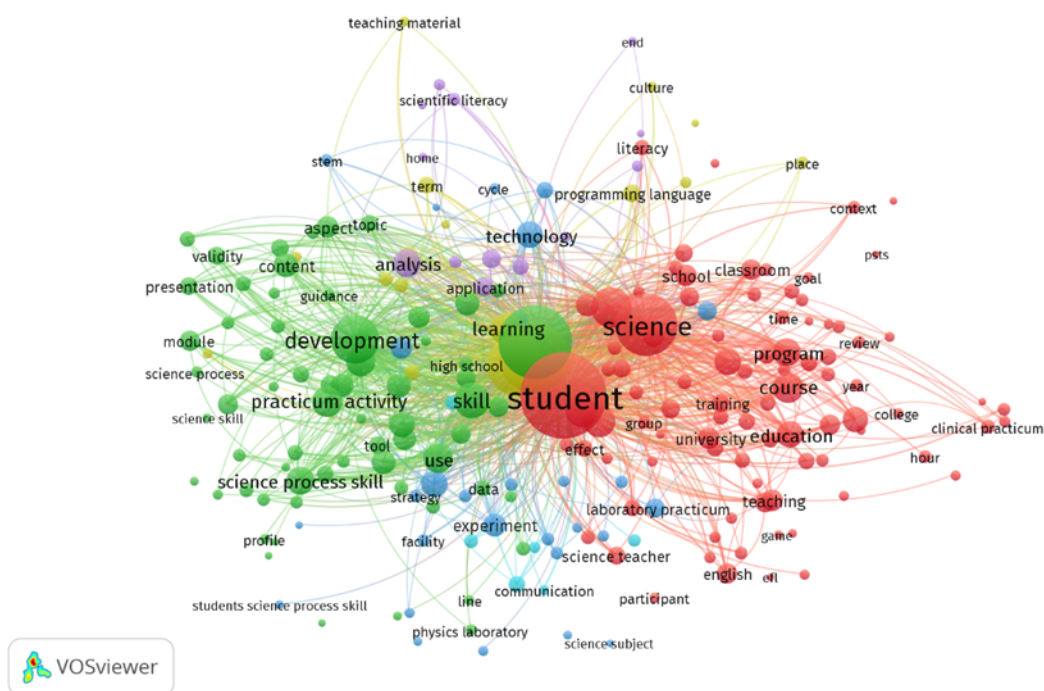 teaching material
end
culture
scientific literacy
literacy
home
stem
place
term
cycle
programming language
context
aspect
topic
technology
psts
validity
content
analysis
school
classroom
goal
presentation
guidance
application
time
learning
science
development
module
review
high school
program
science process
student
course
year
practicum activity
skill
training
college
science skill
group
clinical practicum
university
education
tool
effect
hour
use
science process skill
strategy
data
teaching
laboratory practicum
experiment
game
profile
facility
science teacher
english
efl
communication
participant
students science process skill
line
physics laboratory
science subject
VOSviewer